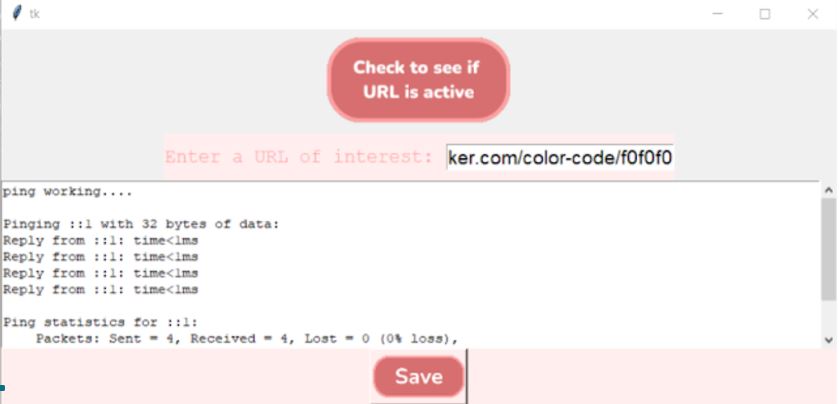 tk
Check to see if
URL is active
Enter a URL of interest: ker.com/color-code/f0f0f0
ping working....
Pinging ::1 with 32 bytes of data:
Reply from ::1: time<1ms
Reply from ::1: time<1ms
Reply from ::1: time<1ms
Reply from ::1: time<1ms
Ping statistics for ::1:
Packets: Sent = 4, Received = 4, Lost = 0 (0% loss),
Save